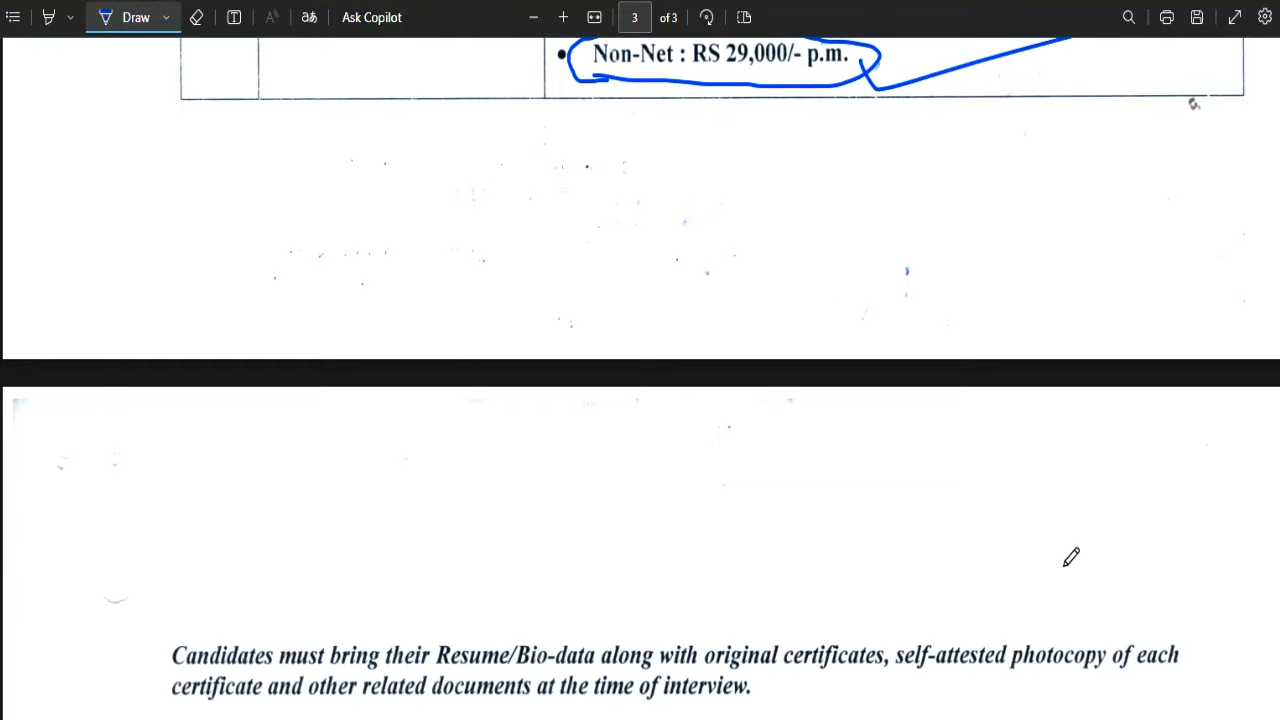 Draw
Ask Copilot
3 of 3
• Non-Net : RS 29,000/- p.m.
Candidates must bring their Resume/Bio-data along with original certificates, self-attested photocopy of each
certificate and other related documents at the time of interview.